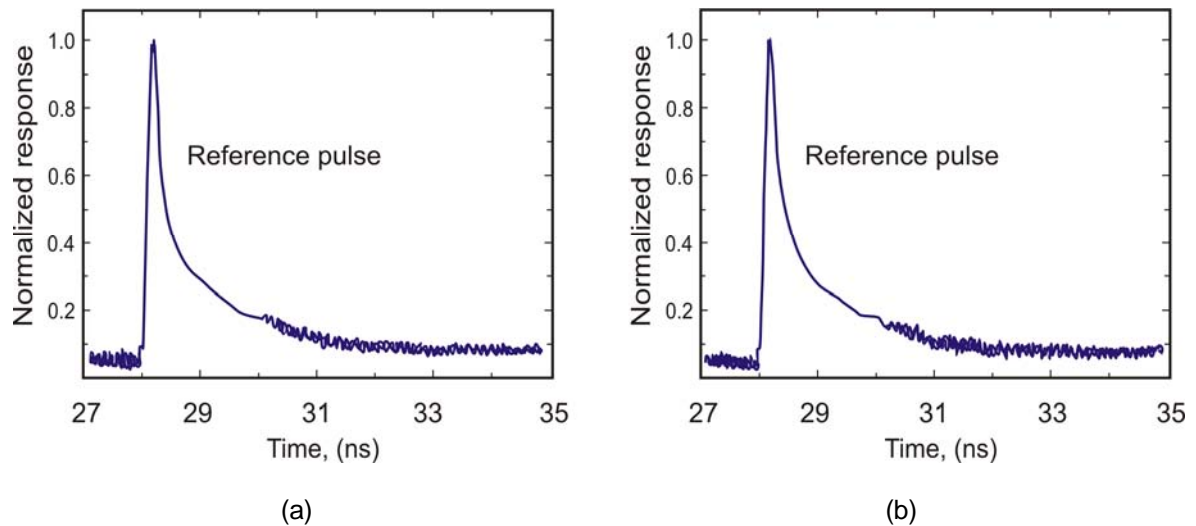 Normalized response
1.0
0.8
0.6
0.4
0.2
Reference pulse
27 29 31 33 35
Time, (ns)
(a)
Normalized response
1.0
0.8
0.6
0.4
0.2
Reference pulse
27 29 31 33 35
Time, (ns)
(b)